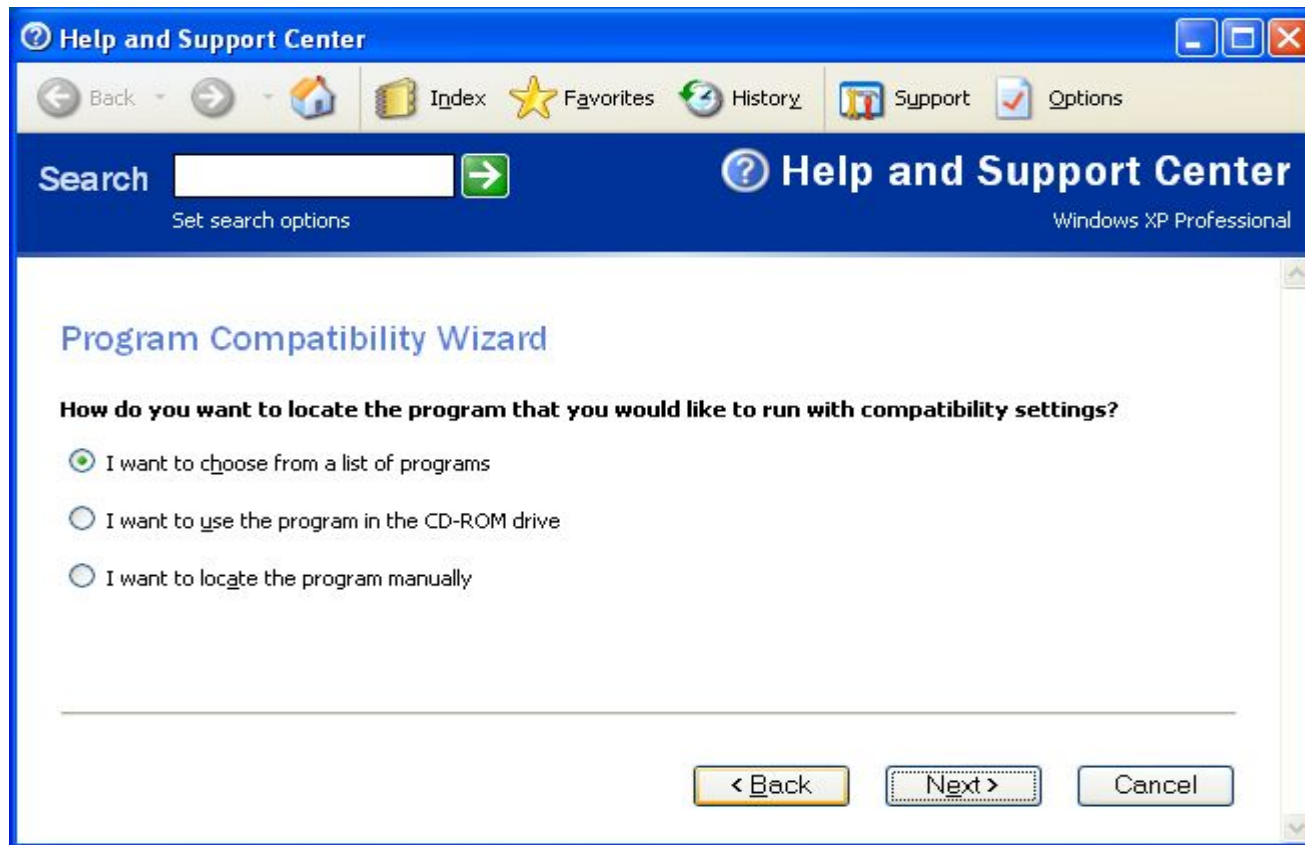 Help and Support Center
Back Index Favorites History Support Options
Search Help and Support Center
Set search options Windows XP Professional
Program Compatibility Wizard
How do you want to locate the program that you would like to run with compatibility settings?
I want to choose from a list of programs
I want to use the program in the CD-ROM drive
I want to locate the program manually
< Back Next > Cancel